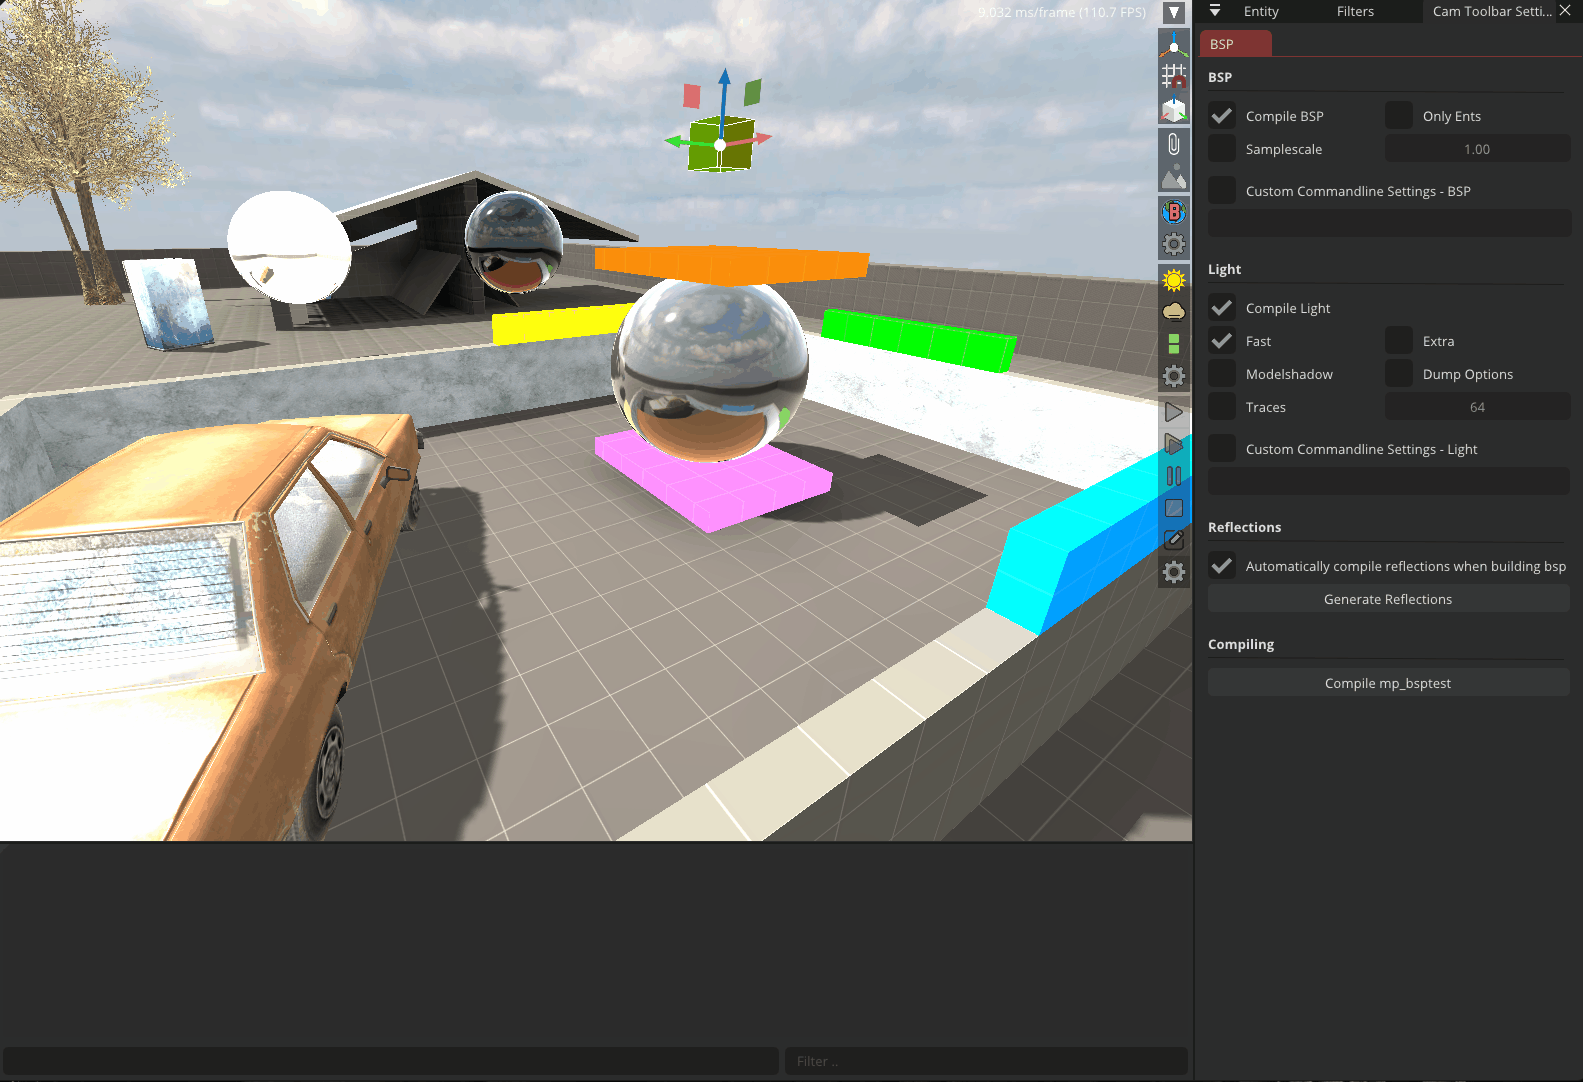 9.032 ms/frame (110.7 FPS)
Entity
Filters
Cam Toolbar Setti...
BSP
BSP
Compile BSP
Only Ents
Samplescale
1.00
Custom Commandline Settings - BSP
Light
Compile Light
Fast
Extra
Modelshadow
Dump Options
Traces
64
Custom Commandline Settings - Light
Reflections
Automatically compile reflections when building bsp
Generate Reflections
Compiling
Compile mp_bsptest
B
Filter ..